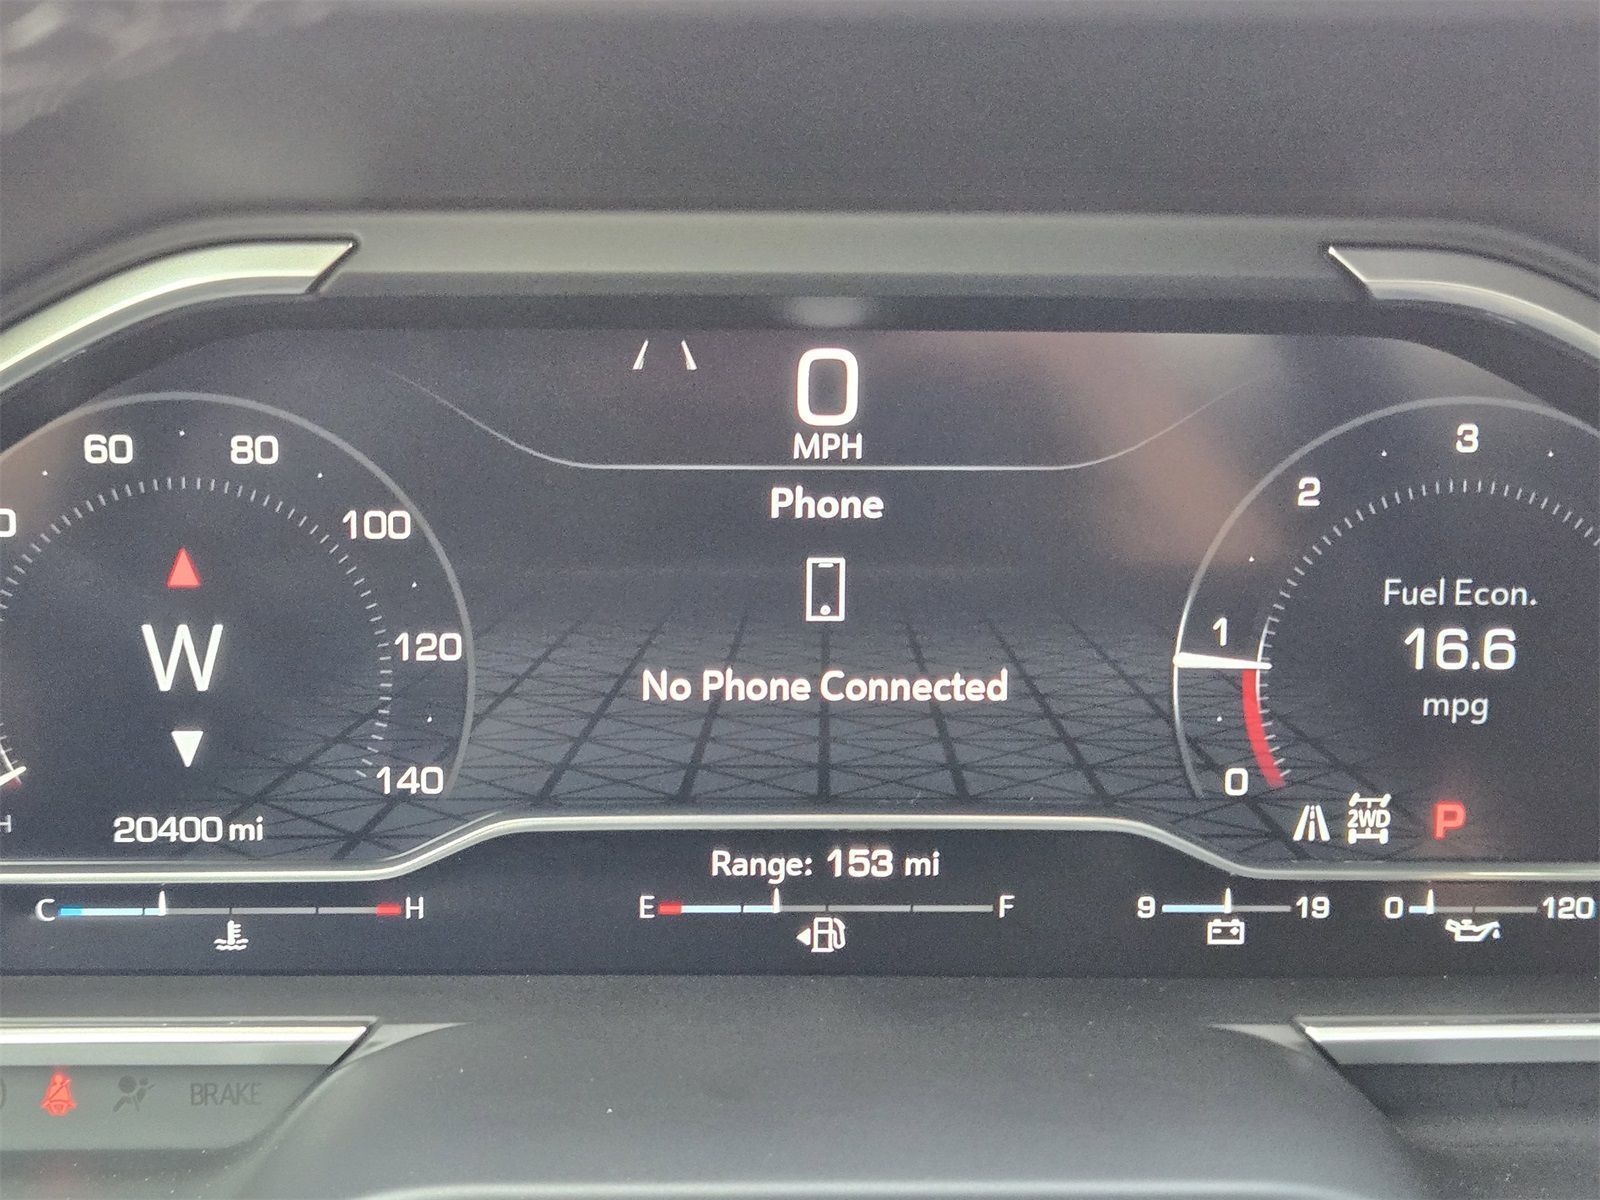 0
MPH
Phone
No Phone Connected
60
80
100
120
140
W
20400 mi
3
2
1
0
Fuel Econ.
16.6
mpg
2WD
P
Range: 153 mi
C
H
E
F
9
19
0
120
BRAKE